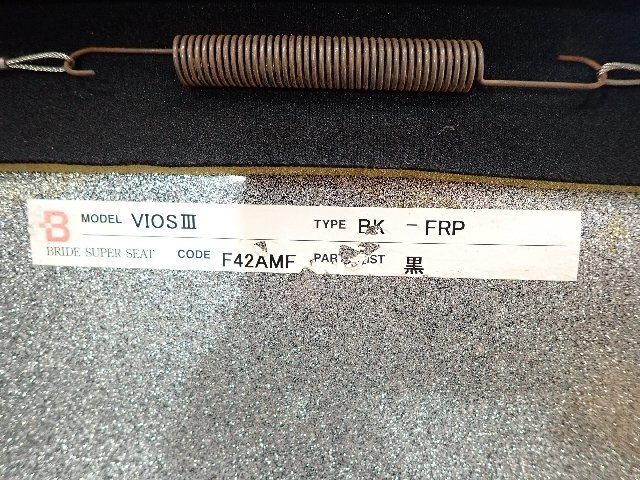 B MODEL VIOSⅢ TYPE BK - FRP
BRIDE SUPER SEAT CODE F42AMF 黒